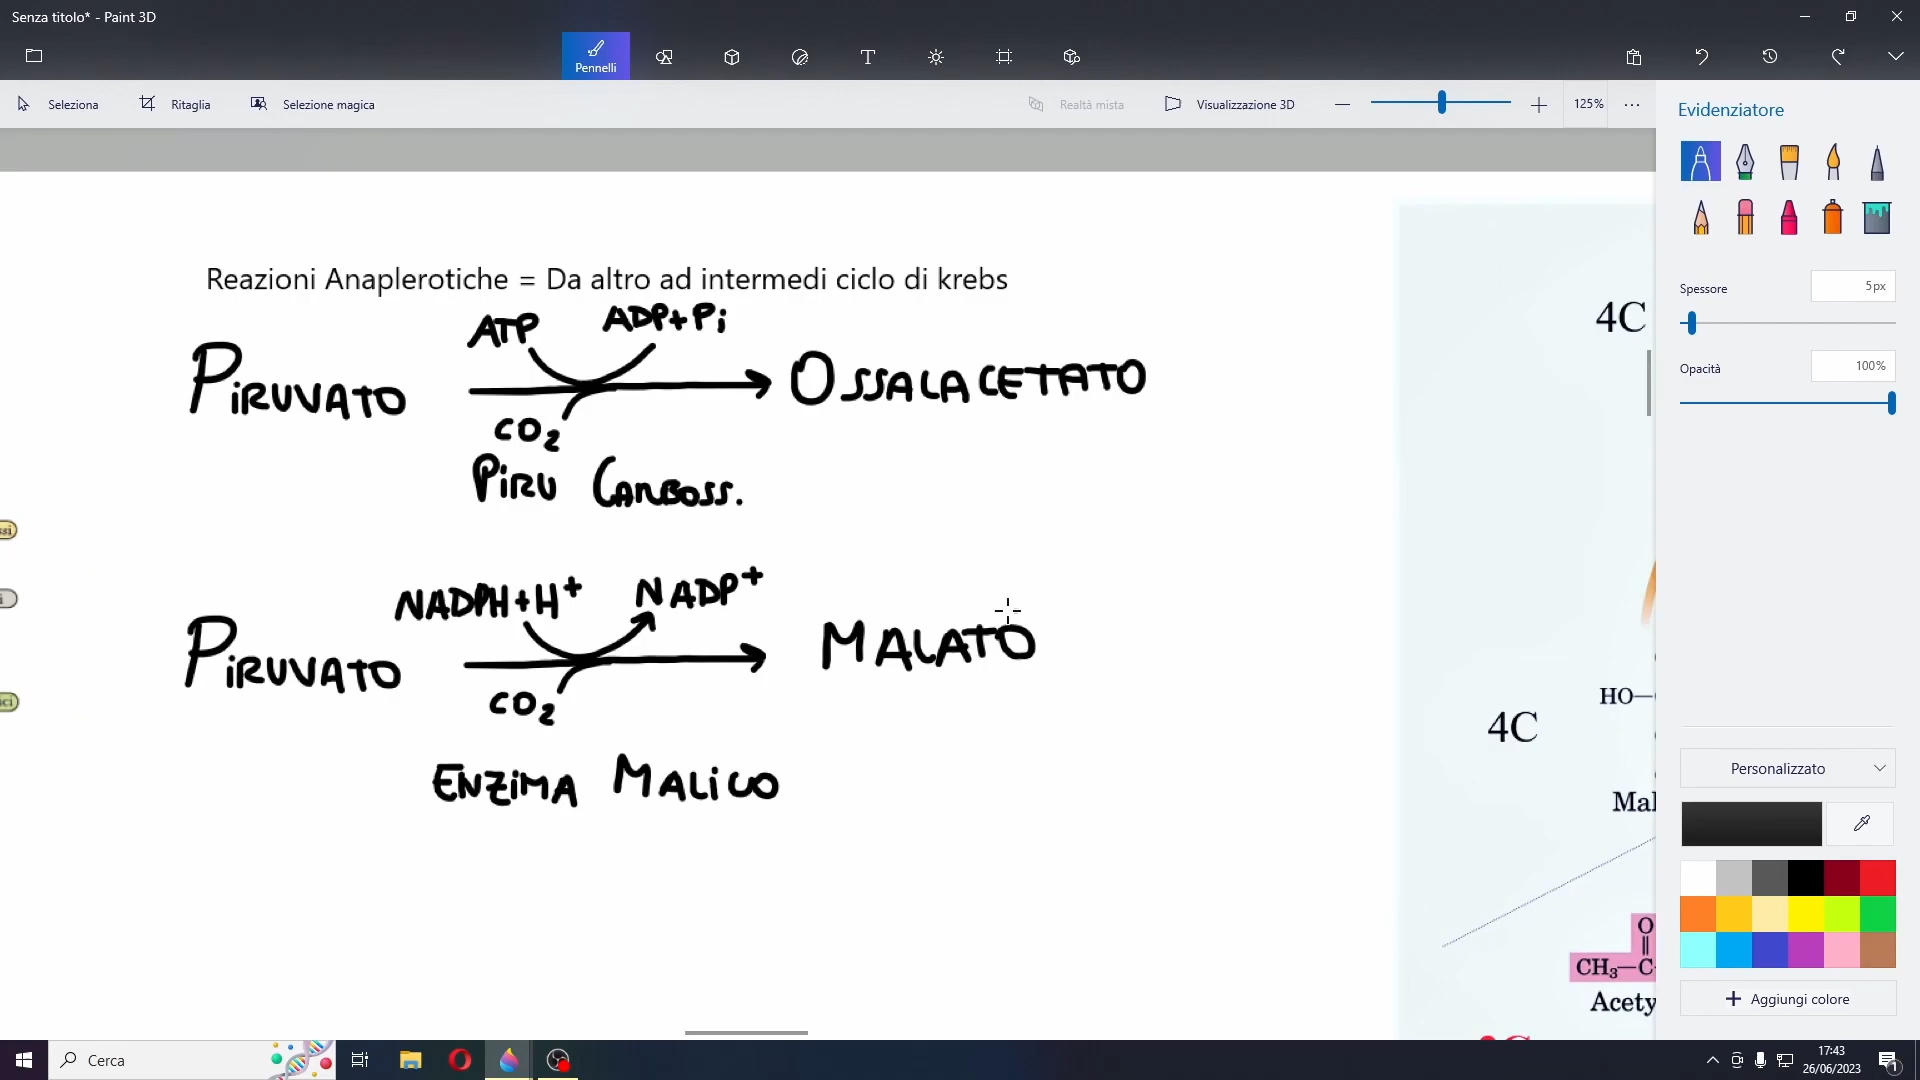 Senza titolo* - Paint 3D
Pennelli
Seleziona
Ritaglia
Selezione magica
Realtà mista
Visualizzazione 3D
125%
Evidenziatore
Spessore
5px
Opacità
100%
Reazioni Anaplerotiche = Da altro ad intermedi ciclo di krebs
ATP
ADP+Pi
PIRUVATO
OSSALACETATO
CO2
PIRU CARBOSS.
NADPH+H+
NADP+
PIRUVATO
MALATO
CO2
ENZIMA MALICO
4C
HO—
4C
O
CH₃—C
Personalizzato
Aggiungi colore
Cerca
17:43
26/06/2023
1